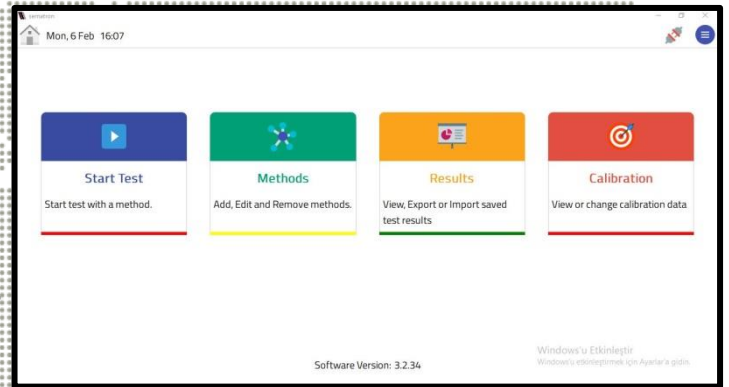 Mon, 6 Feb 16:07
Start Test
Start test with a method.
Methods
Add, Edit and Remove methods.
Results
View, Export or Import saved
test results
Calibration
View or change calibration data
Software Version: 3.2.34
Windows'u Etkinleştir
Windows'u etkinleştirmek için Ayarlar'a gidin